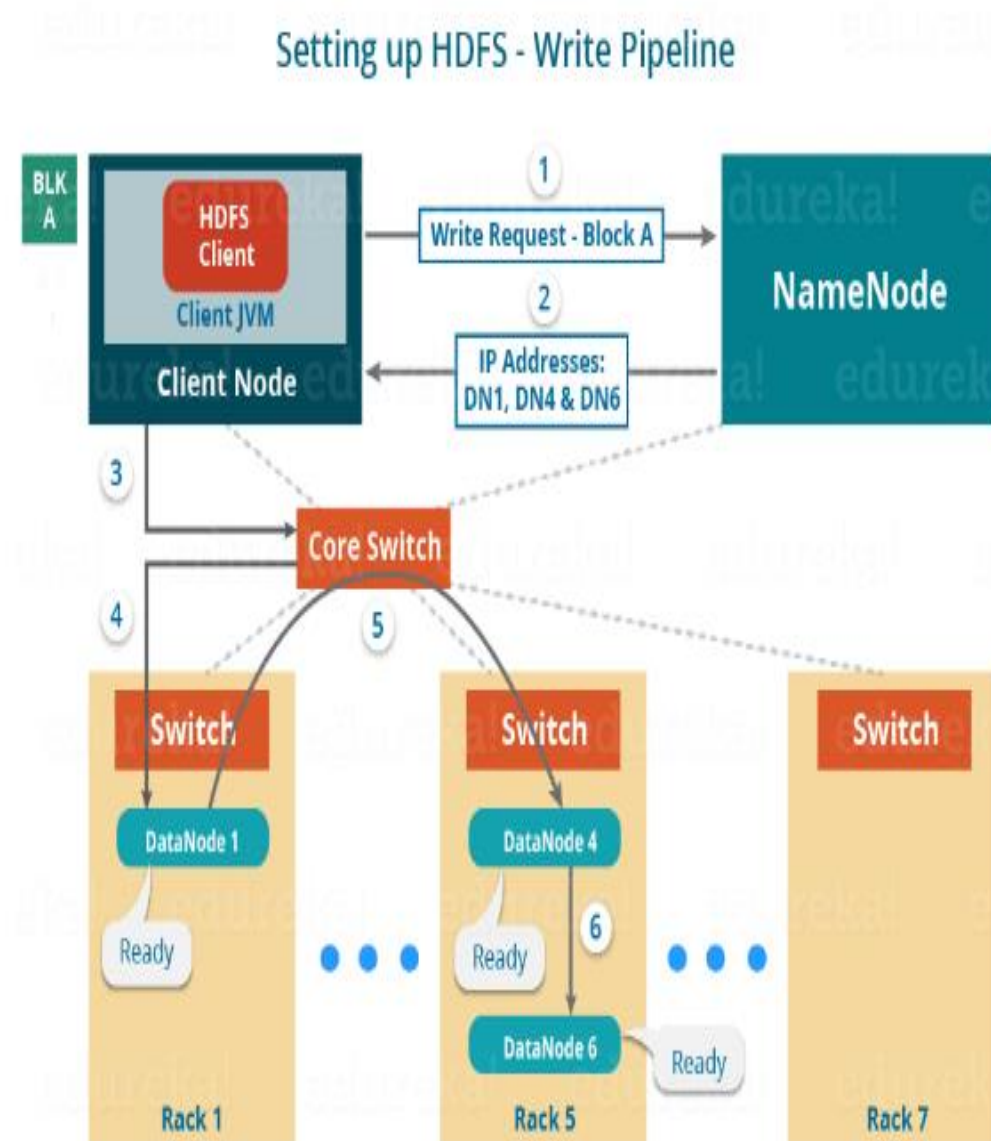 Setting up HDFS - Write Pipeline
BLK
A
HDFS
Client
Client JVM
Client Node
1
Write Request - Block A
2
IP Addresses:
DN1, DN4 & DN6
NameNode
3
Core Switch
4
5
Switch
Switch
Switch
DataNode 1
DataNode 4
Ready
Ready
6
DataNode 6
Ready
Rack 1
Rack 5
Rack 7
edureka!